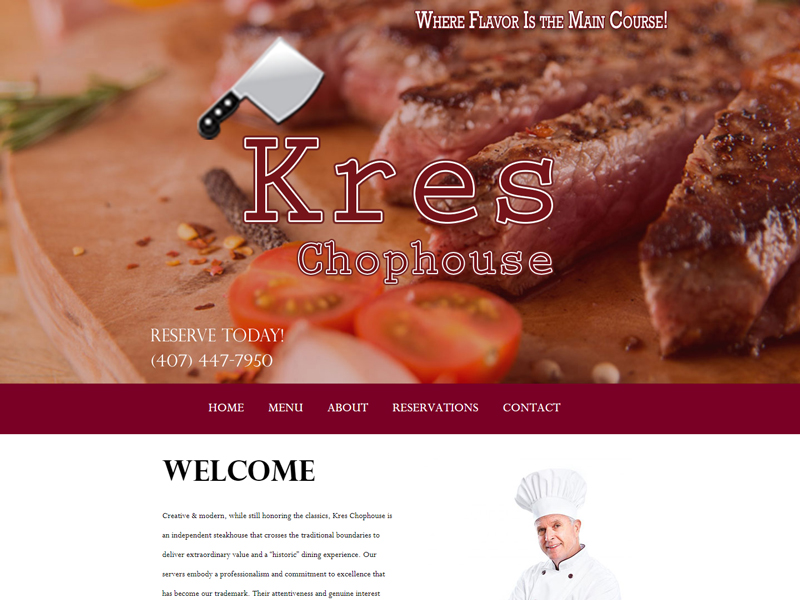 Where Flavor Is the Main Course!
Kres
Chophouse
RESERVE TODAY!
(407) 447-7950
HOME MENU ABOUT RESERVATIONS CONTACT
WELCOME
Creative & modern, while still honoring the classics, Kres Chophouse is
an independent steakhouse that crosses the traditional boundaries to
deliver extraordinary value and a "historic" dining experience. Our
servers embody a professionalism and commitment to excellence that
has become our trademark. Their attentiveness and genuine interest